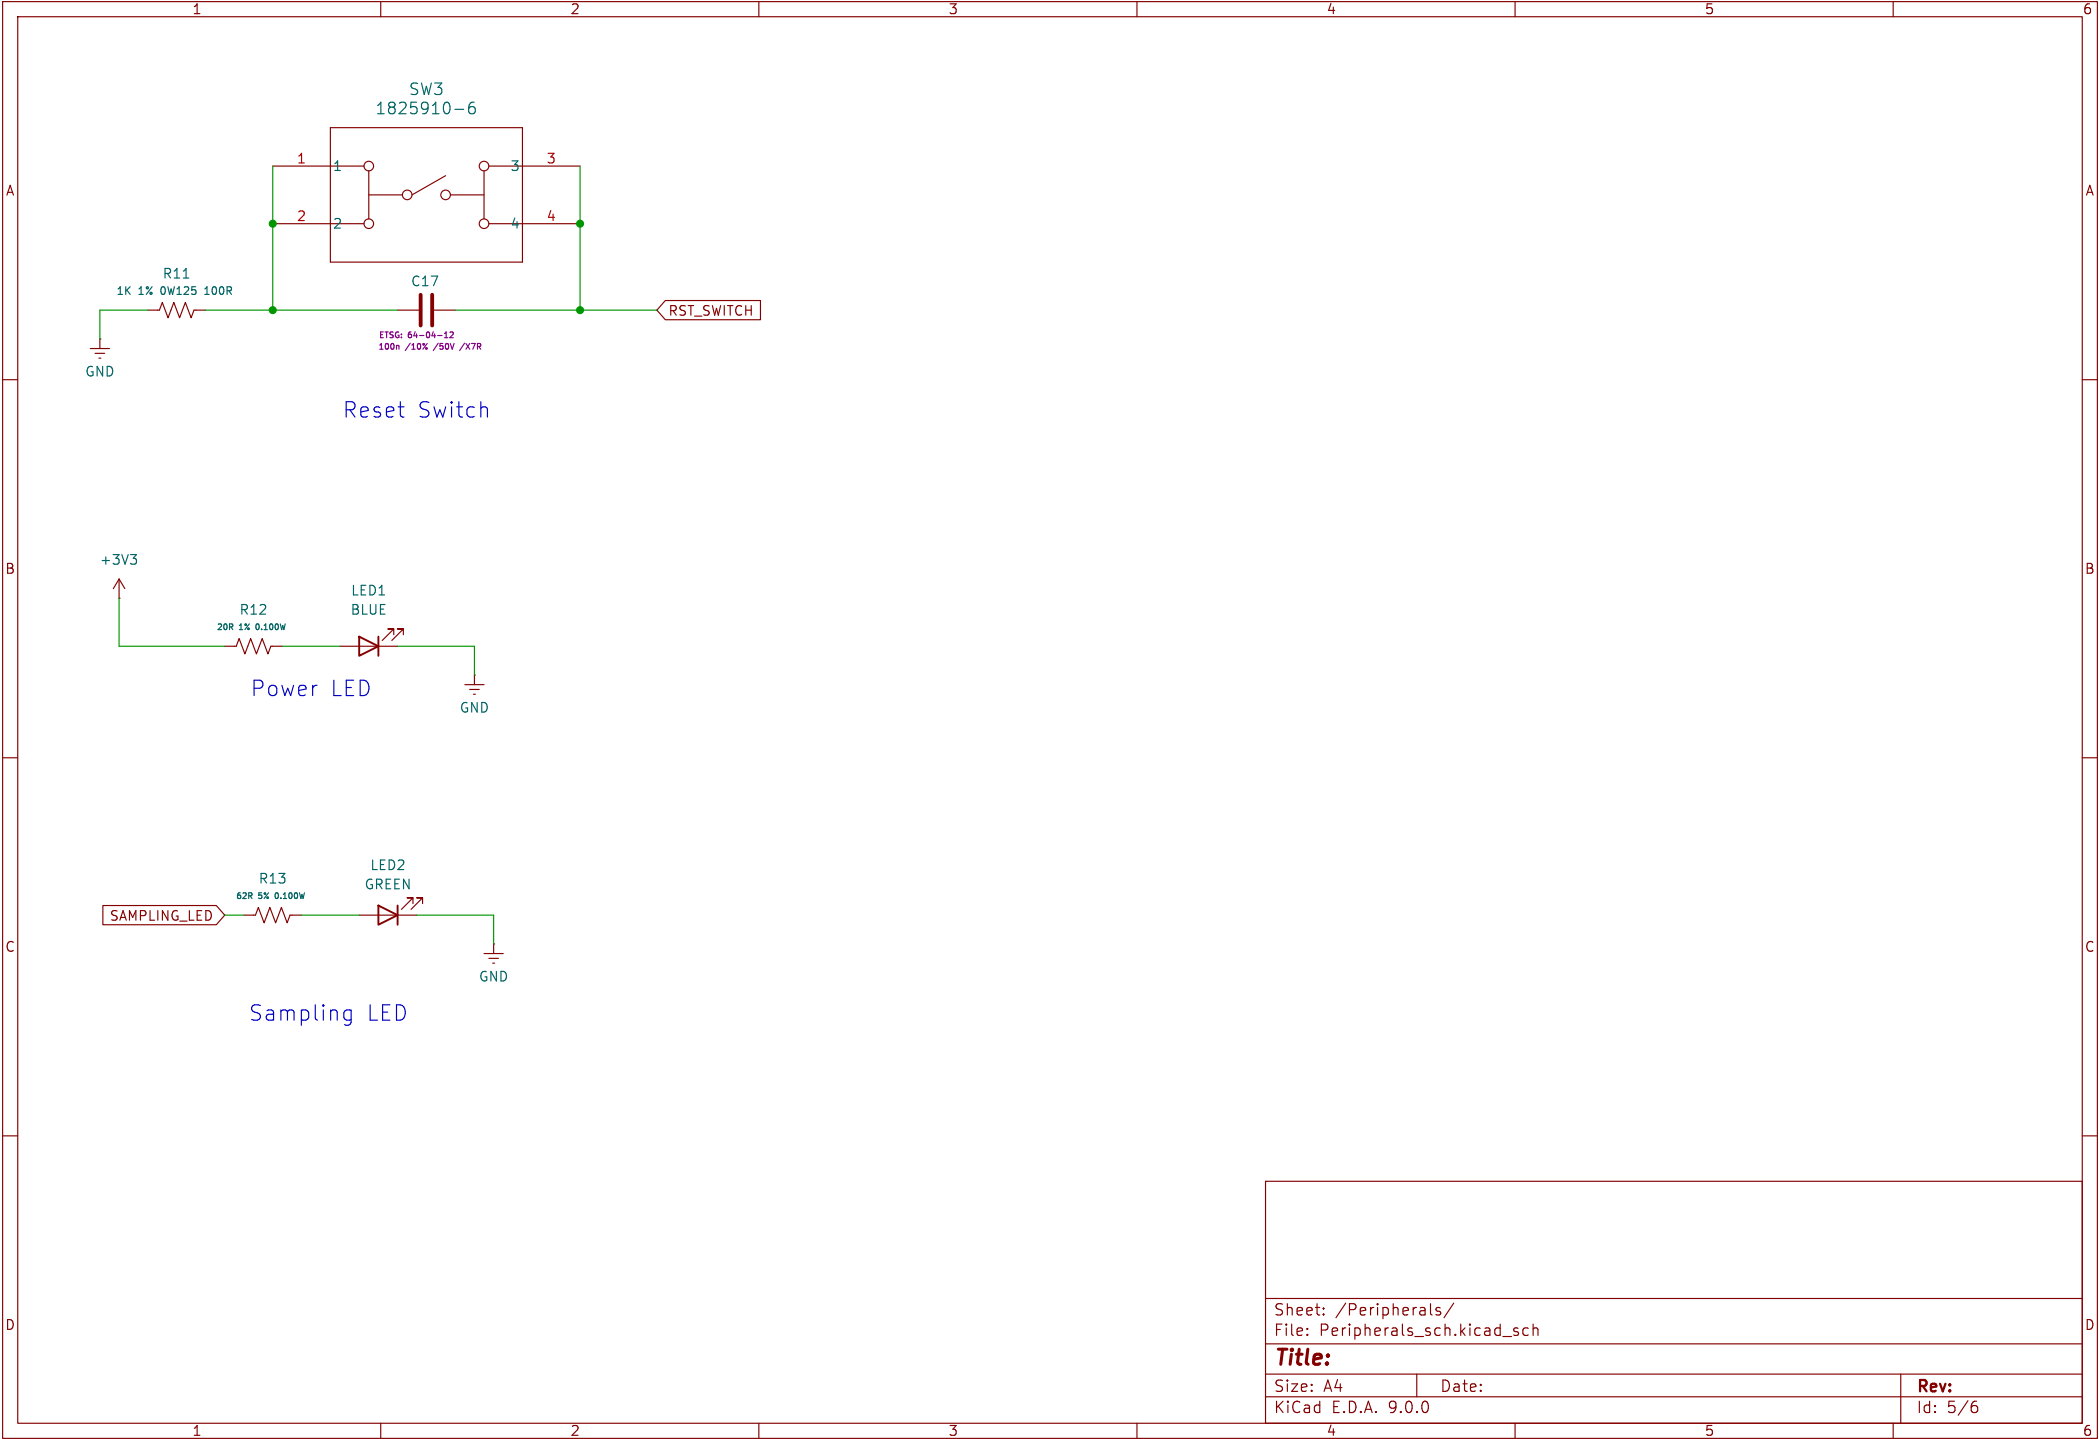 1 2 3 4 5 6
SW3
1825910-6
1 1 3 3
A A
2 2 4 4
R11 C17
1K 1% 0W125 100R
RST_SWITCH
ETSG: 64-04-12
100n /10% /50V /X7R
GND
Reset Switch
+3V3
B B
LED1
R12 BLUE
20R 1% 0.100W
Power LED
GND
LED2
R13 GREEN
62R 5% 0.100W
SAMPLING_LED
C C
GND
Sampling LED
Sheet: /Peripherals/
D D
File: Peripherals_sch.kicad_sch
Title:
Size: A4 Date: Rev:
KiCad E.D.A. 9.0.0 Id: 5/6
1 2 3 4 5 6